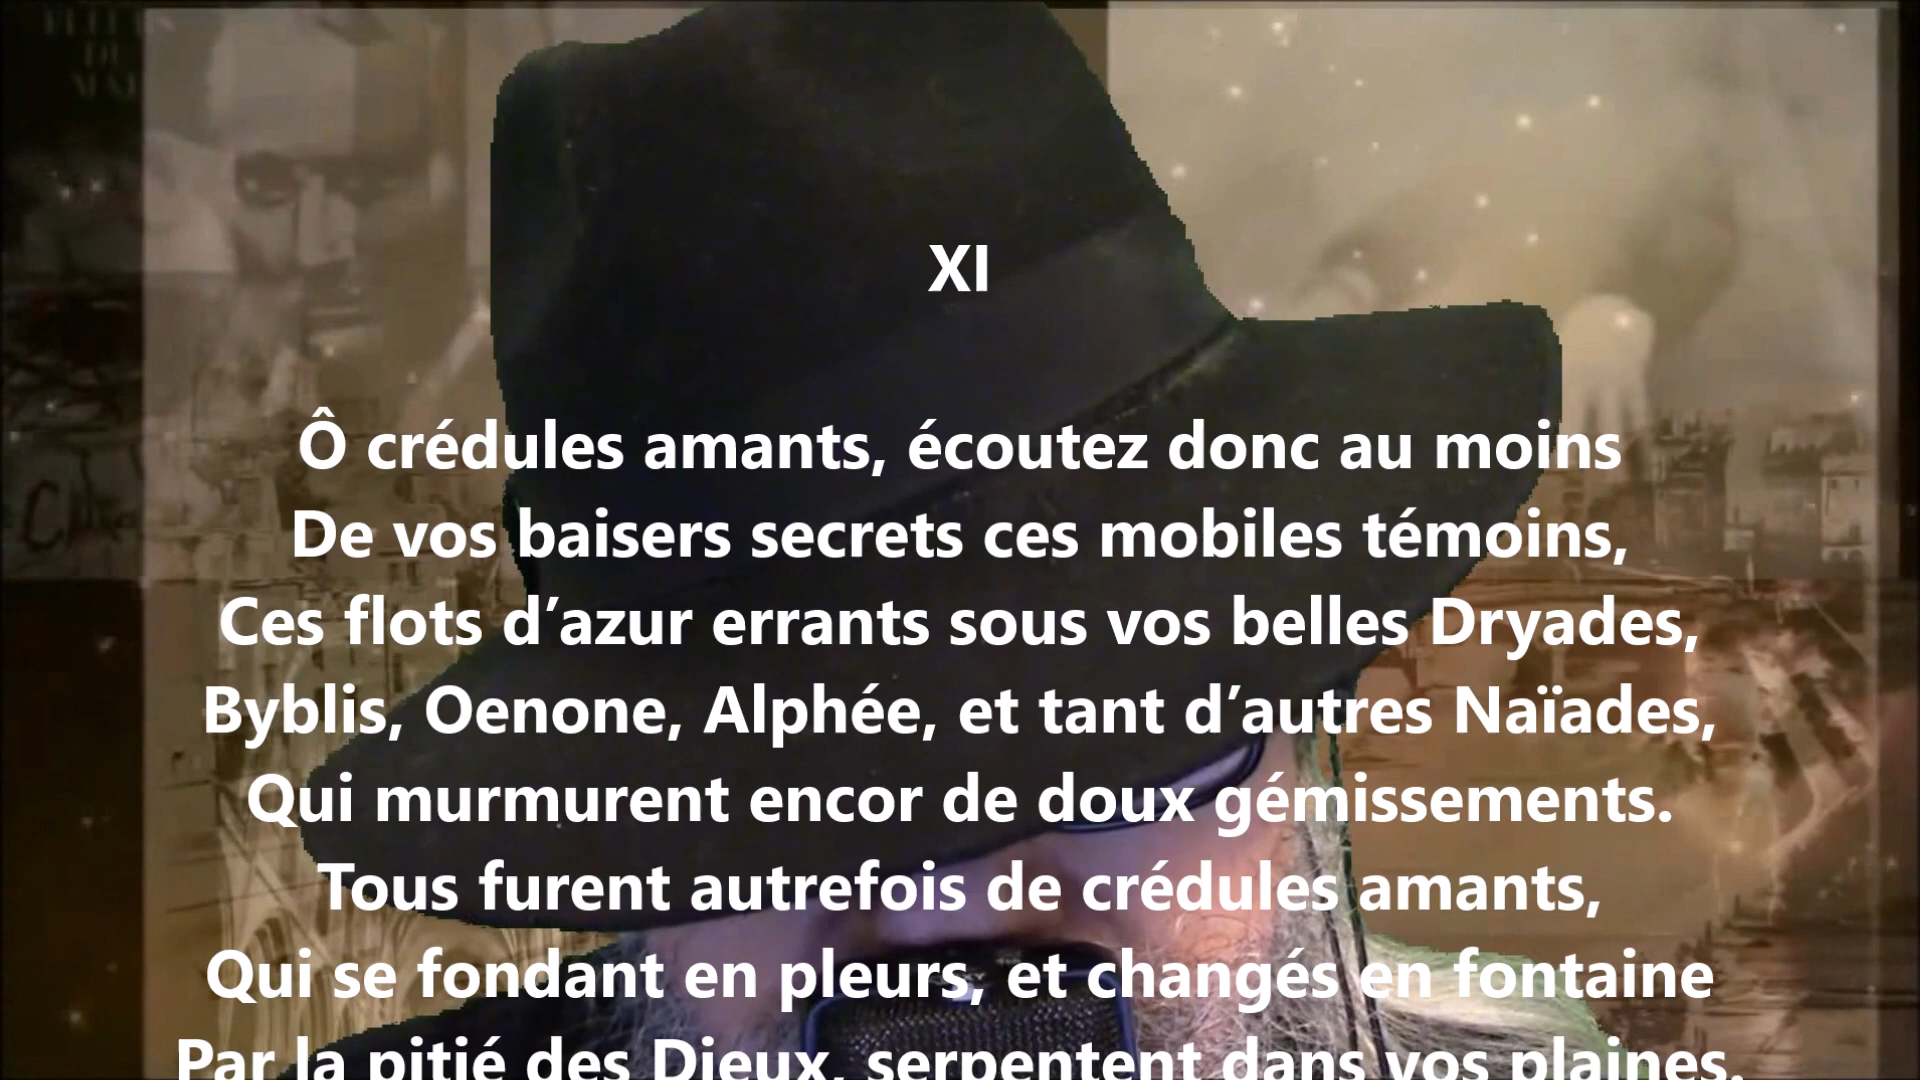 XI
Ô crédules amants, écoutez donc au moins
De vos baisers secrets ces mobiles témoins,
Ces flots d’azur errants sous vos belles Dryades,
Byblis, Oenone, Alphée, et tant d’autres Naïades,
Qui murmurent encor de doux gémissements.
Tous furent autrefois de crédules amants,
Qui se fondant en pleurs, et changés en fontaine
Par la pitié des Dieux, serpentent dans vos plaines.